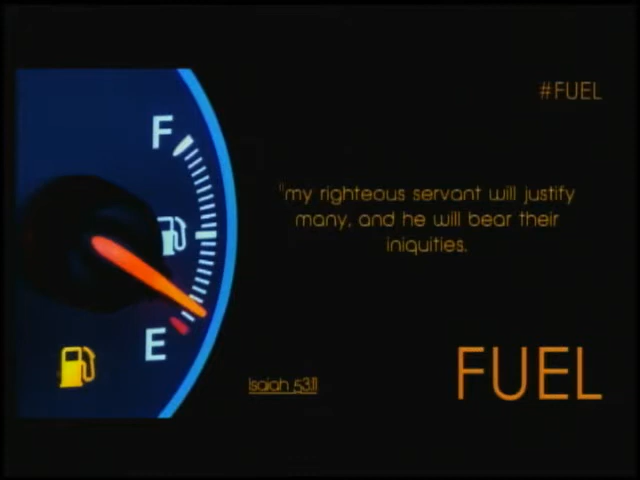 #FUEL
F
"my righteous servant will justify
many, and he will bear their
iniquities.
E
FUEL
Isaiah 53:11